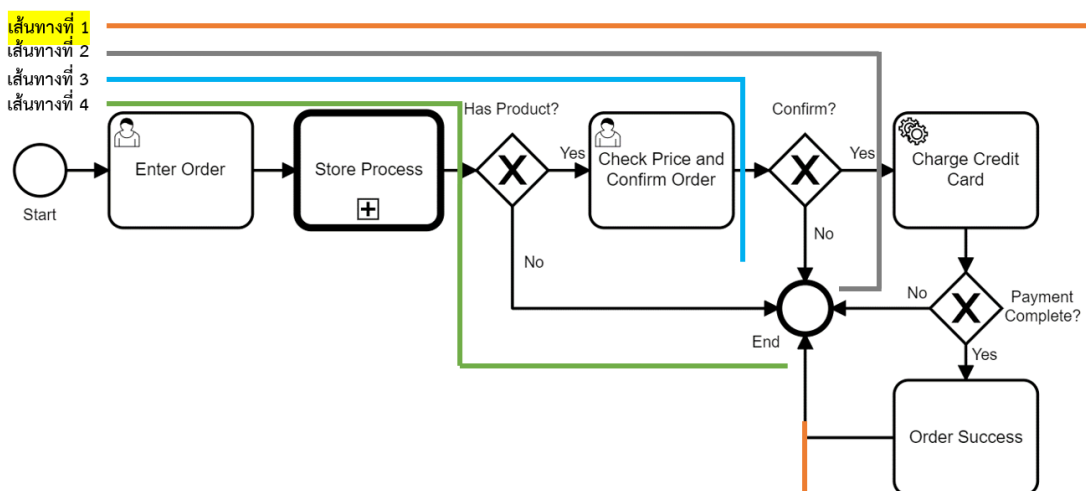 เส้นทางที่ 1
เส้นทางที่ 2
เส้นทางที่ 3
เส้นทางที่ 4
Start
Enter Order
Store Process
Has Product?
Yes
No
Check Price and
Confirm Order
Confirm?
Yes
No
Charge Credit
Card
Payment
Complete?
No
Yes
End
Order Success